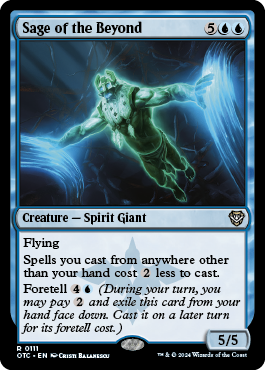 Sage of the Beyond 5
Creature — Spirit Giant
Flying
Spells you cast from anywhere other
than your hand cost 2 less to cast.
Foretell 4 (During your turn, you
may pay 2 and exile this card from your
hand face down. Cast it on a later turn
for its foretell cost.)
5/5
R 0111
OTC • EN Cristi Balanescu
™ & © 2024 Wizards of the Coast